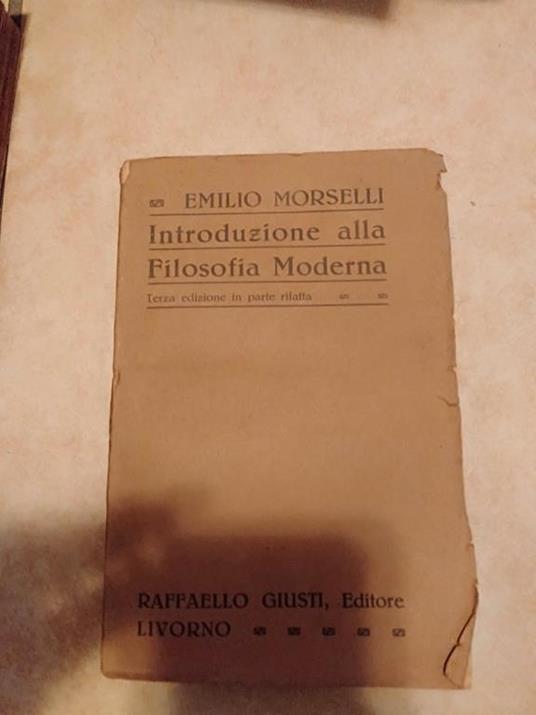 EMILIO MORSELLI
Introduzione alla
Filosofia Moderna
Terza edizione in parte rifatta
RAFFAELLO GIUSTI, Editore
LIVORNO